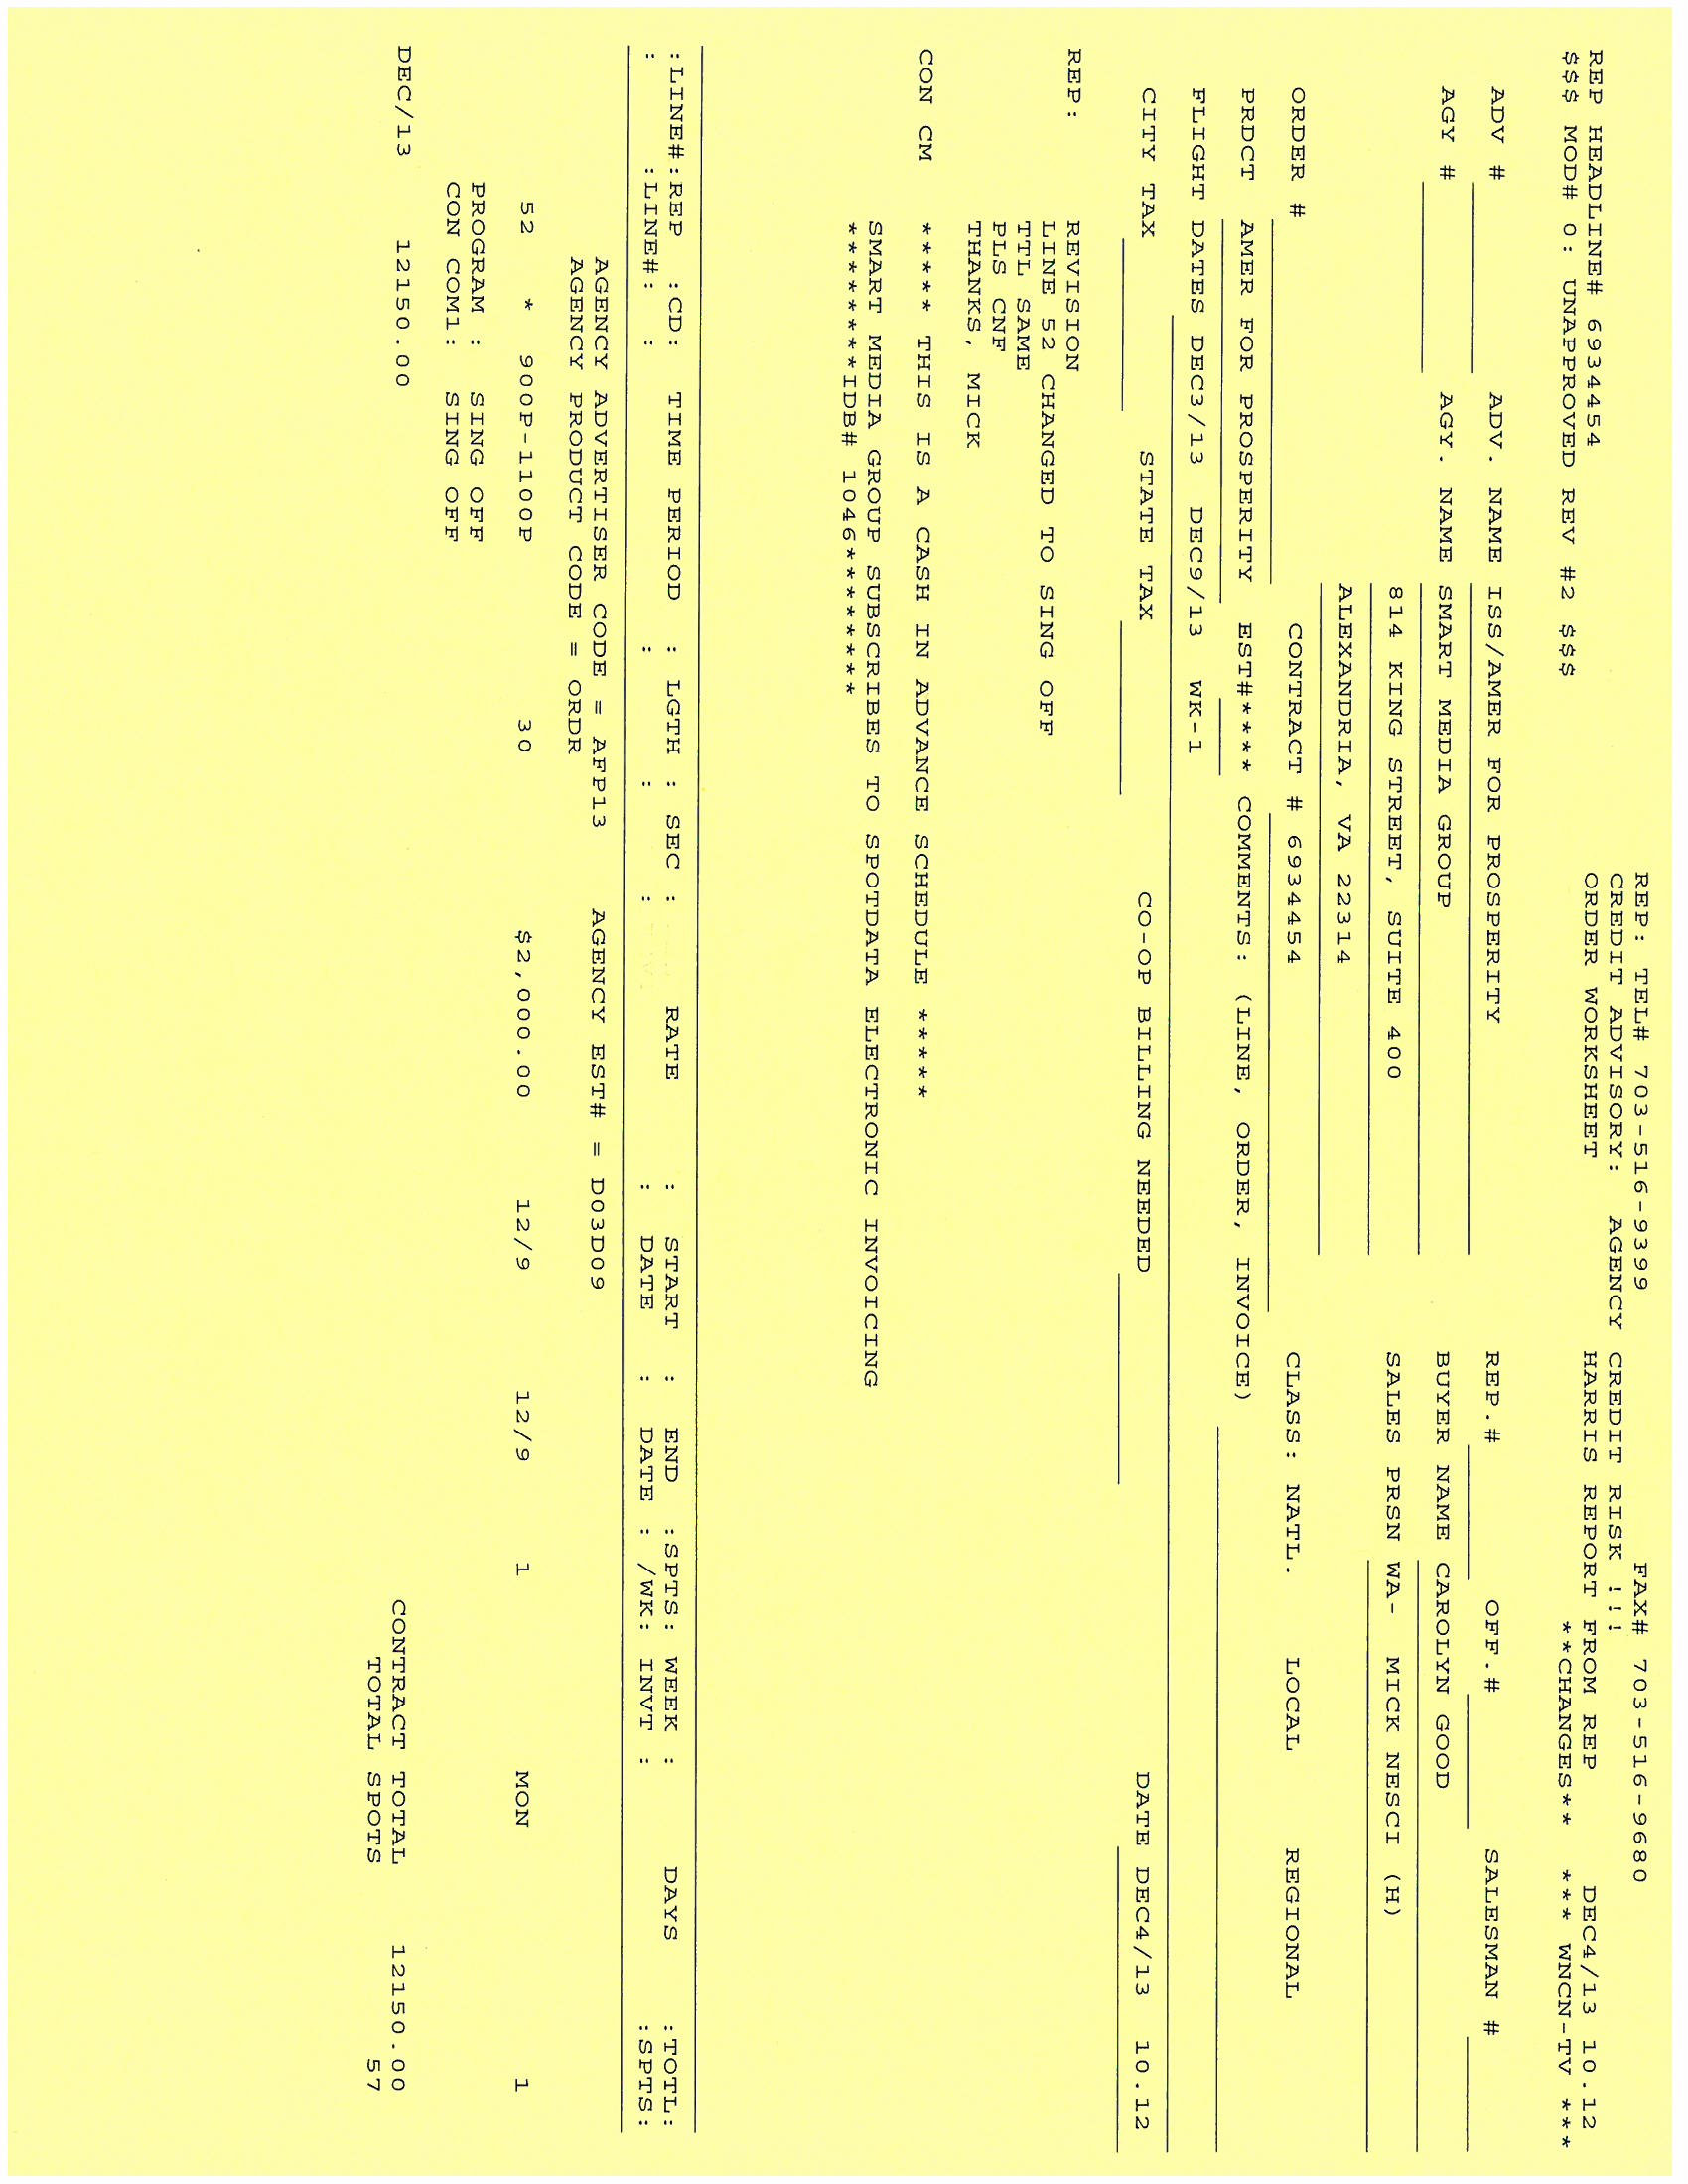 REP: TEL# 703-516-9399 FAX# 703-516-9680
CREDIT ADVISORY: AGENCY CREDIT RISK !!!
ORDER WORKSHEET HARRIS REPORT FROM REP DEC4/13 10.12
REP HEADLINE# 6934454 **CHANGES** *** WNCN-TV ***
$$$ MOD# 0: UNAPPROVED REV #2 $$$
ADV # ADV. NAME ISS/AMER FOR PROSPERITY REP.# OFF.# SALESMAN #
AGY # AGY. NAME SMART MEDIA GROUP BUYER NAME CAROLYN GOOD
814 KING STREET, SUITE 400 SALES PRSN WA- MICK NESCI (H)
ALEXANDRIA, VA 22314
ORDER # CONTRACT # 6934454 CLASS: NATL. LOCAL REGIONAL
PRDCT AMER FOR PROSPERITY EST#**** COMMENTS: (LINE, ORDER, INVOICE)
FLIGHT DATES DEC3/13 DEC9/13 WK-1
CITY TAX STATE TAX CO-OP BILLING NEEDED DATE DEC4/13 10.12
REP: REVISION
LINE 52 CHANGED TO SING OFF
TTL SAME
PLS CNF
THANKS, MICK
CON CM ***** THIS IS A CASH IN ADVANCE SCHEDULE *****
SMART MEDIA GROUP SUBSCRIBES TO SPOTDATA ELECTRONIC INVOICING
**********IDB# 1046**********
:LINE#:REP :CD: TIME PERIOD : LGTH : SEC : RATE : START : END :SPTS: WEEK : DAYS :TOTL:
: :LINE#: : : : : : DATE : DATE : /WK: INVT : :SPTS:
AGENCY ADVERTISER CODE = AFP13 AGENCY EST# = D03D09
AGENCY PRODUCT CODE = ORDR
52 * 900P-1100P 30 $2,000.00 12/9 12/9 1 MON 1
PROGRAM : SING OFF
CON COM1: SING OFF
DEC/13 12150.00 CONTRACT TOTAL 12150.00
TOTAL SPOTS 57